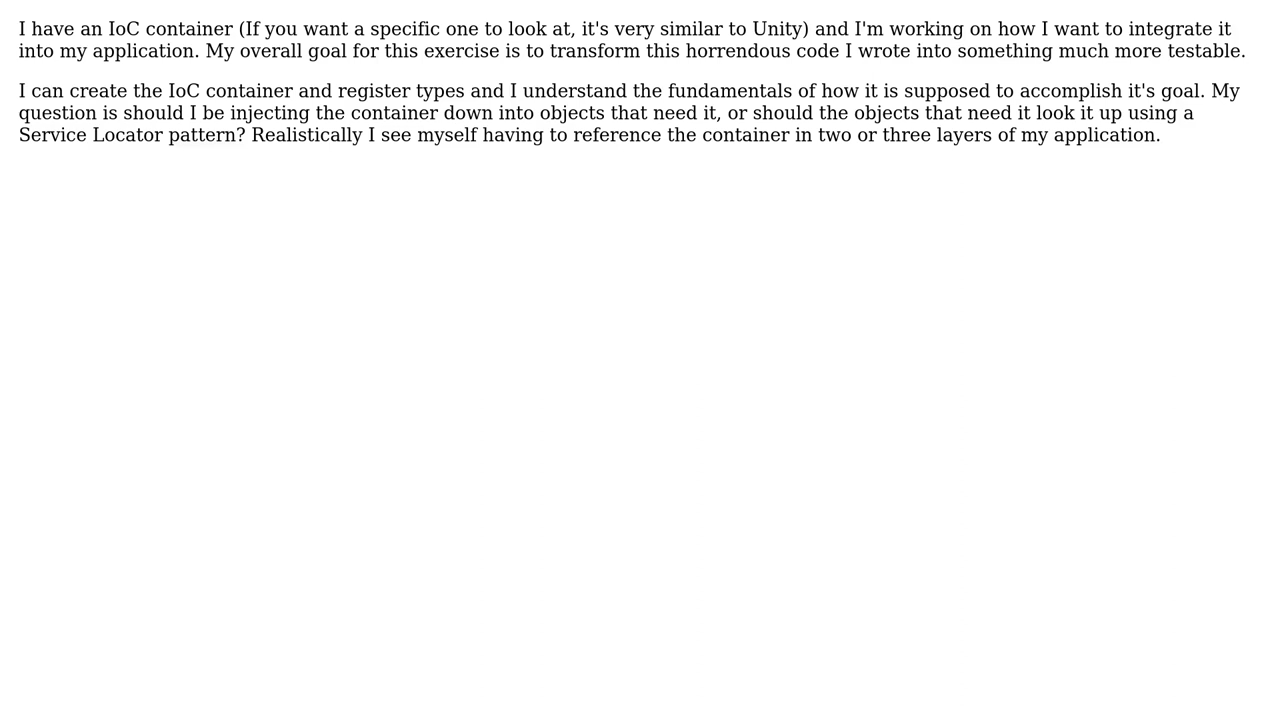 I have an IoC container (If you want a specific one to look at, it's very similar to Unity) and I'm working on how I want to integrate it
into my application. My overall goal for this exercise is to transform this horrendous code I wrote into something much more testable.
I can create the IoC container and register types and I understand the fundamentals of how it is supposed to accomplish it's goal. My
question is should I be injecting the container down into objects that need it, or should the objects that need it look it up using a
Service Locator pattern? Realistically I see myself having to reference the container in two or three layers of my application.